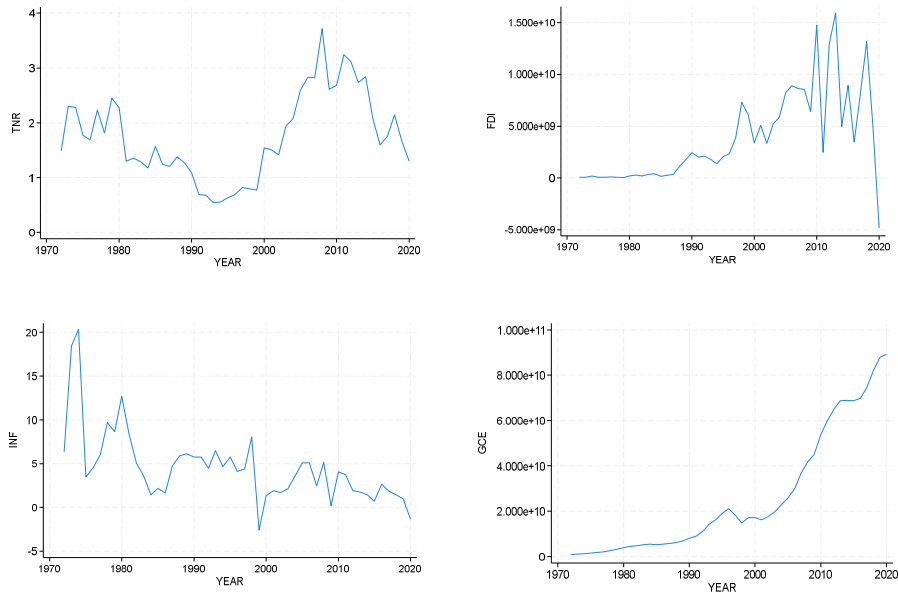 4
3
2
1
0
TNR
1970 1980 1990 2000 2010 2020
YEAR
1.500e+10
1.000e+10
5.000e+09
0
-5.000e+09
FDI
1970 1980 1990 2000 2010 2020
YEAR
20
15
10
5
0
-5
INF
1970 1980 1990 2000 2010 2020
YEAR
1.000e+11
8.000e+10
6.000e+10
4.000e+10
2.000e+10
0
GCE
1970 1980 1990 2000 2010 2020
YEAR